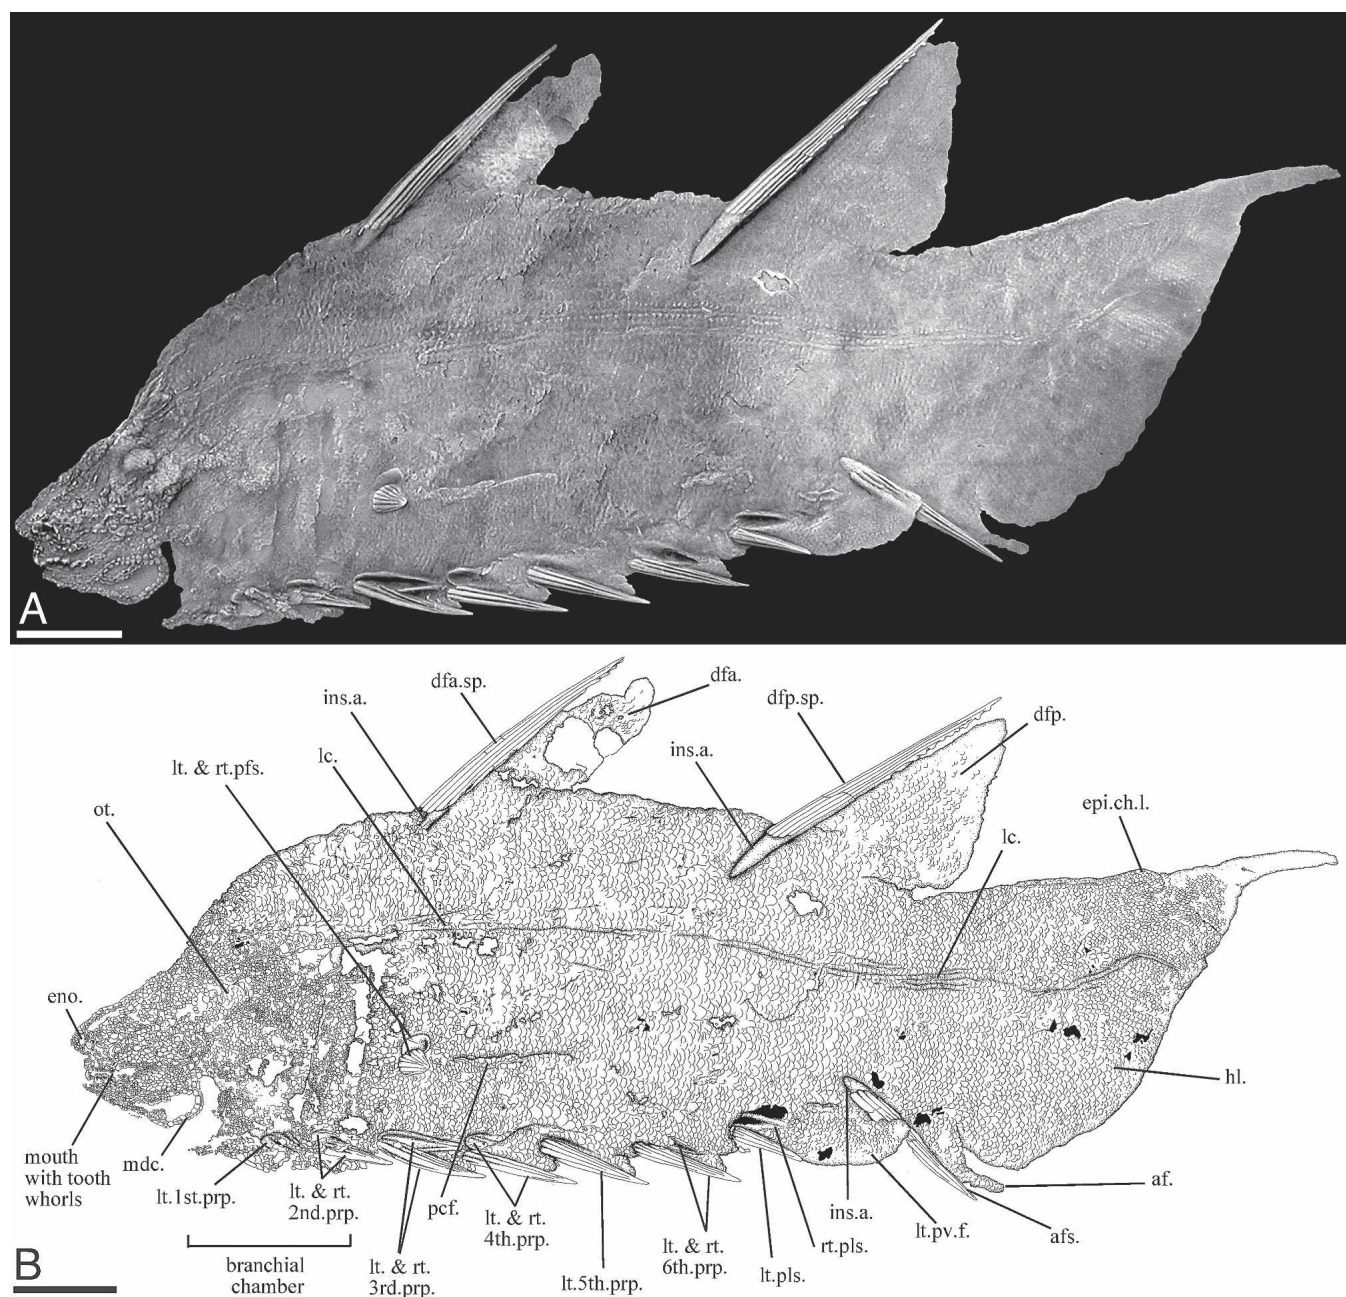 A
dfa.sp.
dfa.
ins.a.
dfp.sp.
dfp.
lt. & rt.pfs.
lc.
ins.a.
ot.
epi.ch.l.
lc.
eno.
hl.
mouth
with tooth
whorls
mdc.
lt.1st.prp.
lt. & rt.
2nd.prp.
pcf.
lt. & rt.
4th.prp.
lt. & rt.
3rd.prp.
lt.5th.prp.
lt. & rt.
6th.prp.
lt.pls.
rt.pls.
ins.a.
lt.pv.f.
afs.
af.
branchial
chamber
B